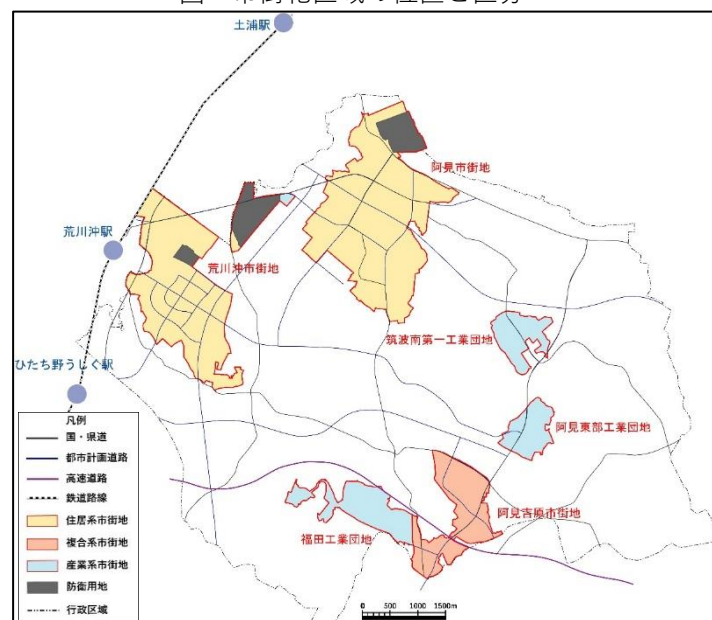 土浦駅
阿見市街地
荒川沖駅
荒川沖市街地
筑波南第一工業団地
ひたち野うしく駅
阿見東部工業団地
阿見吉原市街地
福田工業団地
凡例
国・県道
都市計画道路
高速道路
鉄道路線
住居系市街地
複合系市街地
産業系市街地
防衛用地
行政区域
0 500 1000 1500m